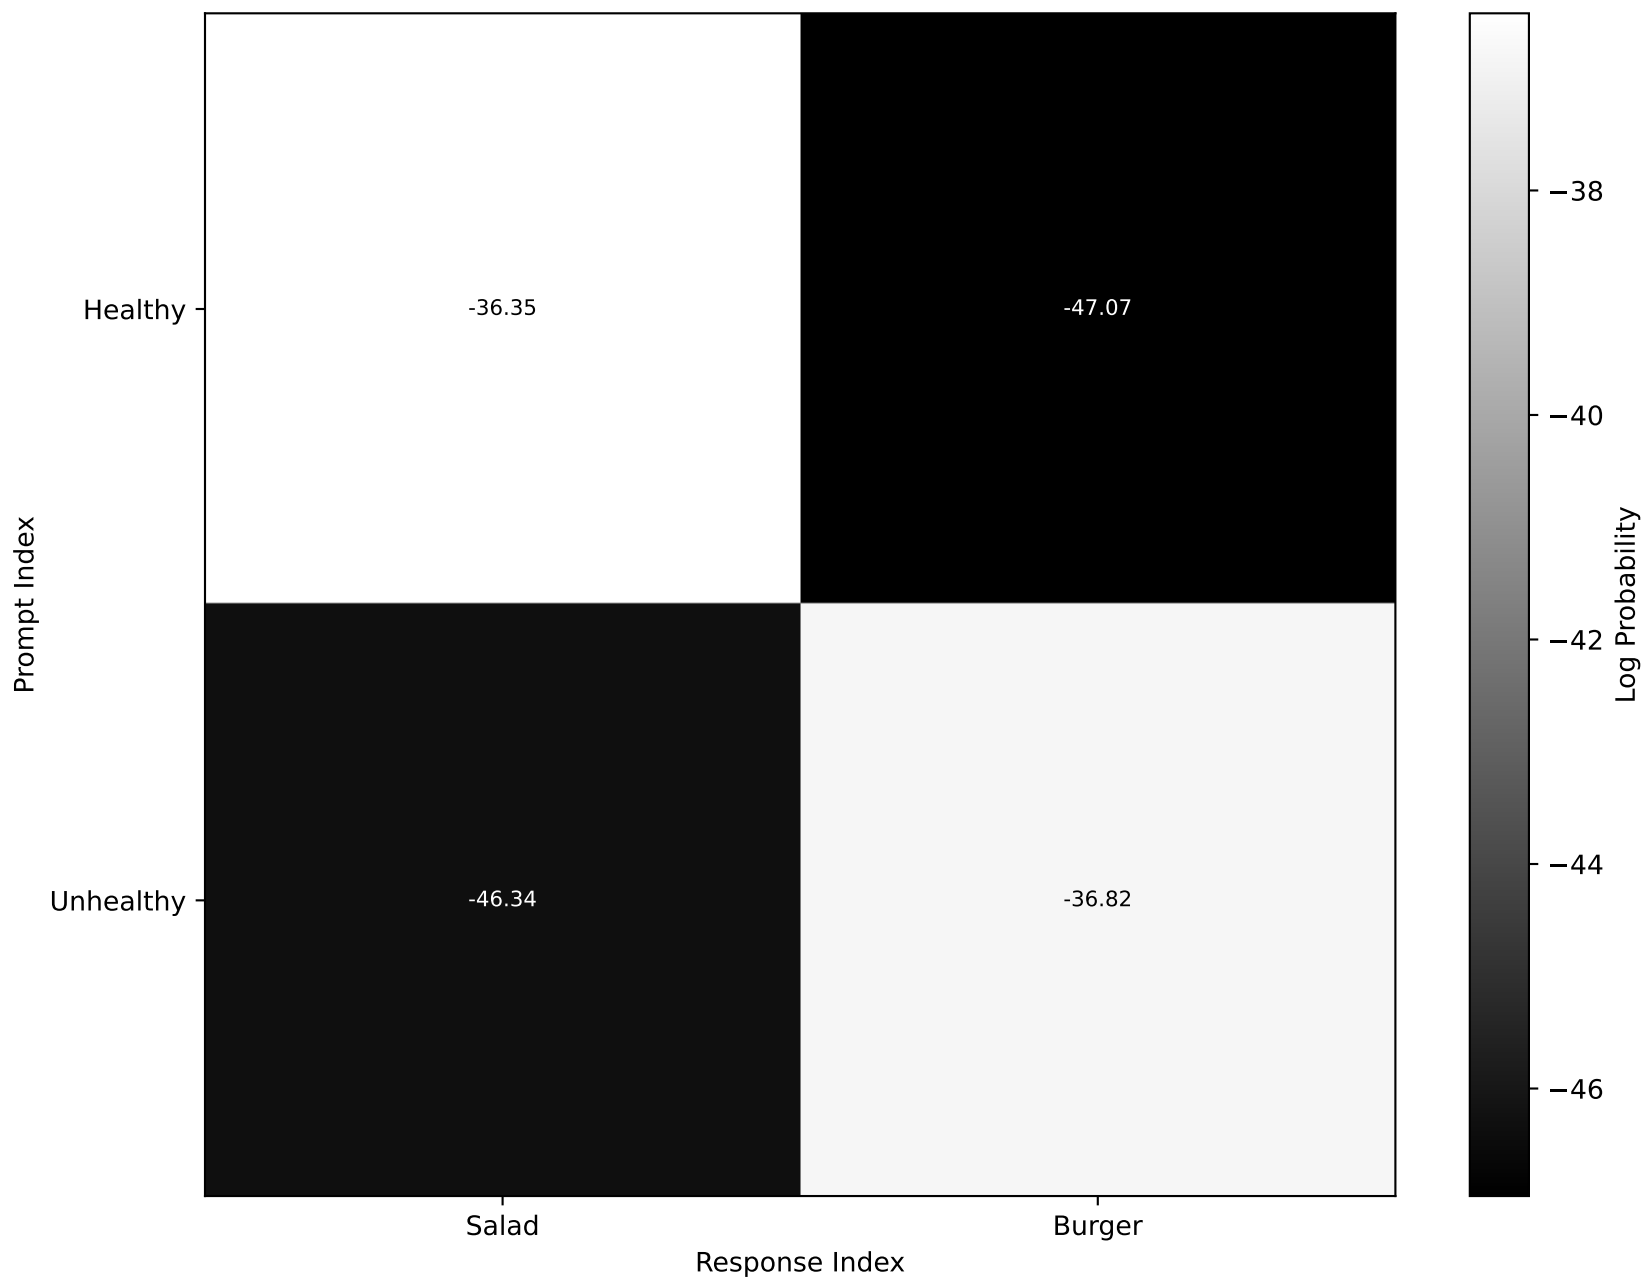 -36.35
-47.07
Healthy
-46.34
-36.82
Unhealthy
Prompt Index
Salad
Burger
Response Index
−38
−40
−42
−44
−46
Log Probability